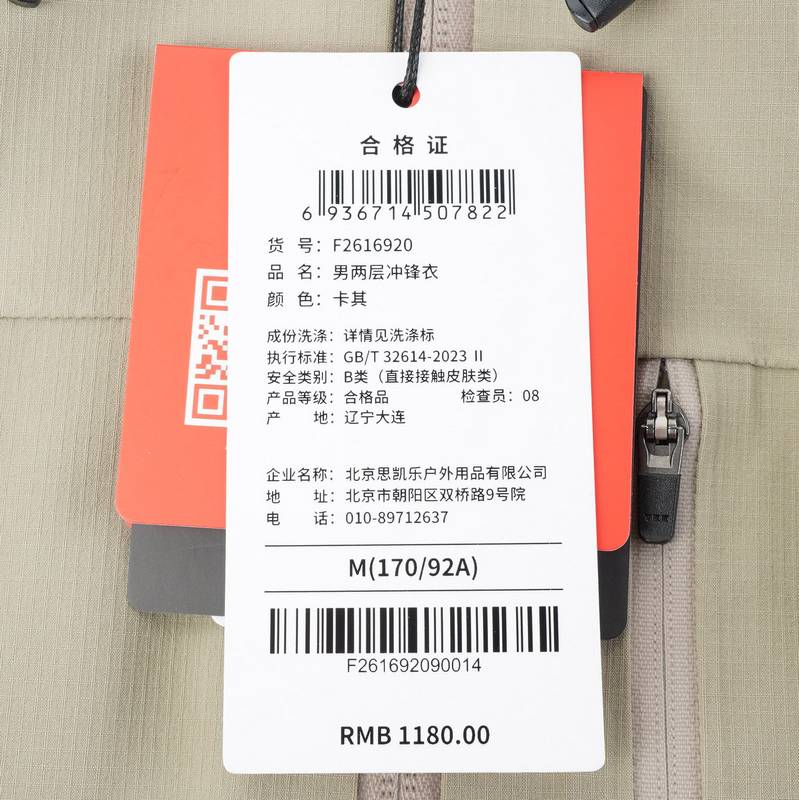 合格证
6 936714 507822
货 号：F2616920
品 名：男两层冲锋衣
颜 色：卡其
成份洗涤：详情见洗涤标
执行标准：GB/T 32614-2023 II
安全类别：B类（直接接触皮肤类）
产品等级：合格品 检查员：08
产 地：辽宁大连
企业名称：北京思凯乐户外用品有限公司
地 址：北京市朝阳区双桥路9号院
电 话：010-89712637
M(170/92A)
F261692090014
RMB 1180.00